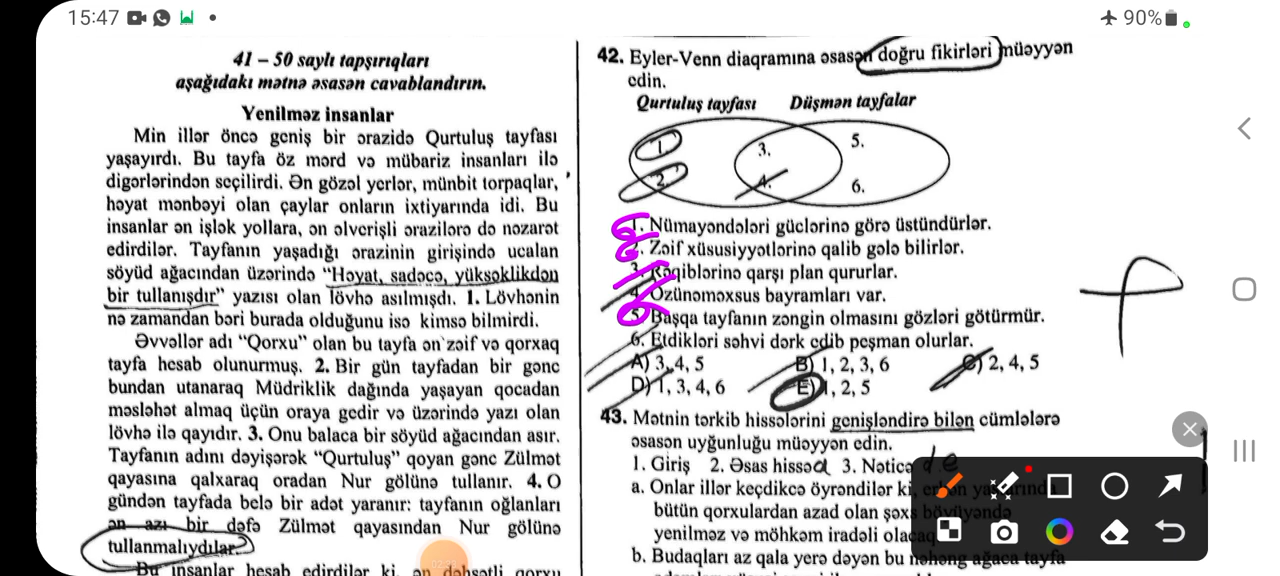 15:47
90%
41 – 50 saylı tapşırıqları
aşağıdakı mətnə əsasən cavablandırın.
Yenilməz insanlar
Min illər öncə geniş bir ərazidə Qurtuluş tayfası
yaşayırdı. Bu tayfa öz mərd və mübariz insanları ilə
digərlərindən seçilirdi. Ən gözəl yerlər, münbit torpaqlar,
həyat mənbəyi olan çaylar onların ixtiyarında idi. Bu
insanlar ən işlək yollara, ən əlverişli ərazilərə də nəzarət
edirdilər. Tayfanın yaşadığı ərazinin girişində ucalan
söyüd ağacından üzərində “Həyat, sadəcə, yüksəklikdən
bir tullanışdır” yazısı olan lövhə asılmışdı. 1. Lövhənin
nə zamandan bəri burada olduğunu isə kimsə bilmirdi.
Əvvəllər adı “Qorxu” olan bu tayfa ən zəif və qorxaq
tayfa hesab olunurmuş. 2. Bir gün tayfadan bir gənc
bundan utanaraq Müdriklik dağında yaşayan qocadan
məsləhət almaq üçün oraya gedir və üzərində yazı olan
lövhə ilə qayıdır. 3. Onu balaca bir söyüd ağacından asır.
Tayfanın adını dəyişərək “Qurtuluş” qoyan gənc Zülmət
qayasına qalxaraq oradan Nur gölünə tullanır. 4. O
gündən tayfada belə bir adət yaranır: tayfanın oğlanları
ən azı bir dəfə Zülmət qayasından Nur gölünə
tullanmalıydılar.
Bu insanlar hesab edirdilər ki, ən dəhşətli qorxu
42. Eyler-Venn diaqramına əsasən doğru fikirləri müəyyən
edin.
Qurtuluş tayfası Düşmən tayfalar
1. 3. 5.
2. 4. 6.
1. Nümayəndələri güclərinə görə üstündürlər.
2. Zəif xüsusiyyətlərinə qalib gələ bilirlər.
3. Rəqiblərinə qarşı plan qururlar.
4. Özünəməxsus bayramları var.
5. Başqa tayfanın zəngin olmasını gözləri götürmür.
6. Etdikləri səhvi dərk edib peşman olurlar.
A) 3, 4, 5 B) 1, 2, 3, 6 C) 2, 4, 5
D) 1, 3, 4, 6 E) 1, 2, 5
43. Mətnin tərkib hissələrini genişləndirə bilən cümlələrə
əsasən uyğunluğu müəyyən edin.
1. Giriş 2. Əsas hissə 3. Nəticə
a. Onlar illər keçdikcə öyrəndilər ki,
bütün qorxulardan azad olan şəxs
yenilməz və möhkəm iradəli olacaq
b. Budaqları az qala yerə dəyən bu nəhəng ağaca tayfa